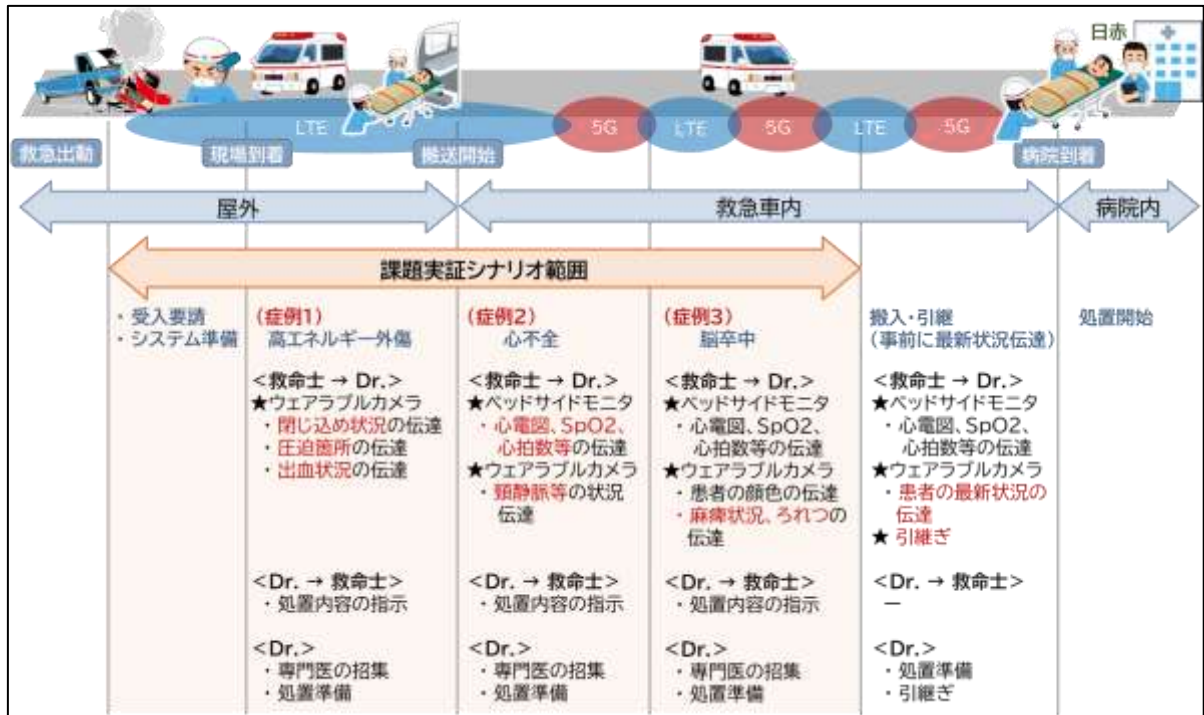 日赤
LTE
5G
LTE
5G
LTE
5G
救急出動
現場到着
搬送開始
病院到着
屋外
救急車内
病院内
課題実証シナリオ範囲
・受入要請
・システム準備
(症例1)
高エネルギー外傷
<救命士 → Dr.>
★ウェアラブルカメラ
・閉じ込め状況の伝達
・圧迫箇所の伝達
・出血状況の伝達
<Dr. → 救命士>
・処置内容の指示
<Dr.>
・専門医の招集
・処置準備
(症例2)
心不全
<救命士 → Dr.>
★ベッドサイドモニタ
・心電図、SpO2、
心拍数等の伝達
★ウェアラブルカメラ
・頸静脈等の状況
伝達
<Dr. → 救命士>
・処置内容の指示
<Dr.>
・専門医の招集
・処置準備
(症例3)
脳卒中
<救命士 → Dr.>
★ベッドサイドモニタ
・心電図、SpO2、
心拍数等の伝達
★ウェアラブルカメラ
・患者の顔色の伝達
・麻痺状況、ろれつの
伝達
<Dr. → 救命士>
・処置内容の指示
<Dr.>
・専門医の招集
・処置準備
搬入・引継
(事前に最新状況伝達)
<救命士 → Dr.>
★ベッドサイドモニタ
・心電図、SpO2、
心拍数等の伝達
★ウェアラブルカメラ
・患者の最新状況の
伝達
★ 引継ぎ
<Dr. → 救命士>
―
<Dr.>
・処置準備
・引継ぎ
処置開始